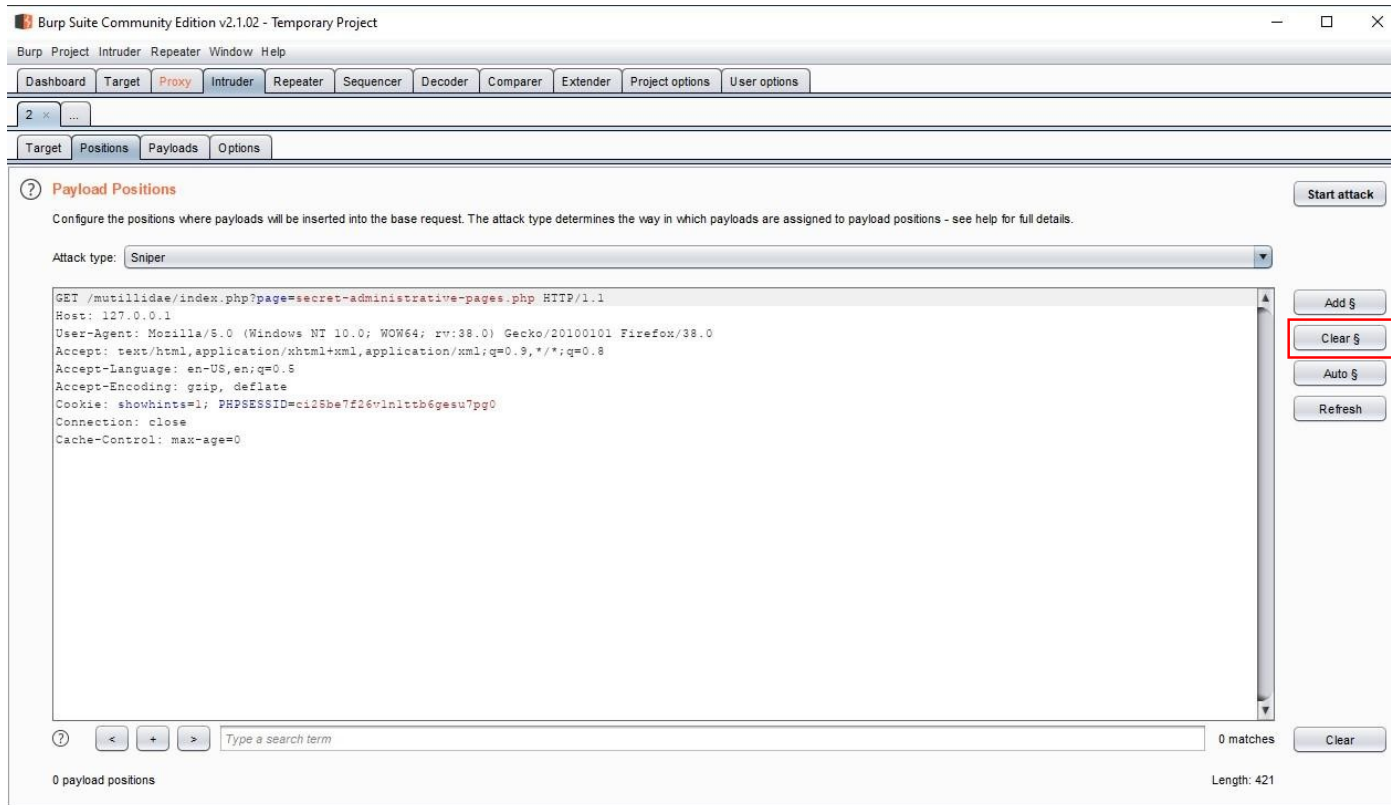 Burp Suite Community Edition v2.1.02 - Temporary Project
Burp Project Intruder Repeater Window Help
Dashboard Target Proxy Intruder Repeater Sequencer Decoder Comparer Extender Project options User options
2 × ...
Target Positions Payloads Options
? Payload Positions
Start attack
Configure the positions where payloads will be inserted into the base request. The attack type determines the way in which payloads are assigned to payload positions - see help for full details.
Attack type: Sniper
GET /mutillidae/index.php?page=secret-administrative-pages.php HTTP/1.1
Host: 127.0.0.1
User-Agent: Mozilla/5.0 (Windows NT 10.0; WOW64; rv:38.0) Gecko/20100101 Firefox/38.0
Accept: text/html,application/xhtml+xml,application/xml;q=0.9,*/*;q=0.8
Accept-Language: en-US,en;q=0.5
Accept-Encoding: gzip, deflate
Cookie: showhints=1; PHPSESSID=ci25be7f26v1n1ttb6gesu7pg0
Connection: close
Cache-Control: max-age=0
Add §
Clear §
Auto §
Refresh
? < + > Type a search term 0 matches Clear
0 payload positions Length: 421